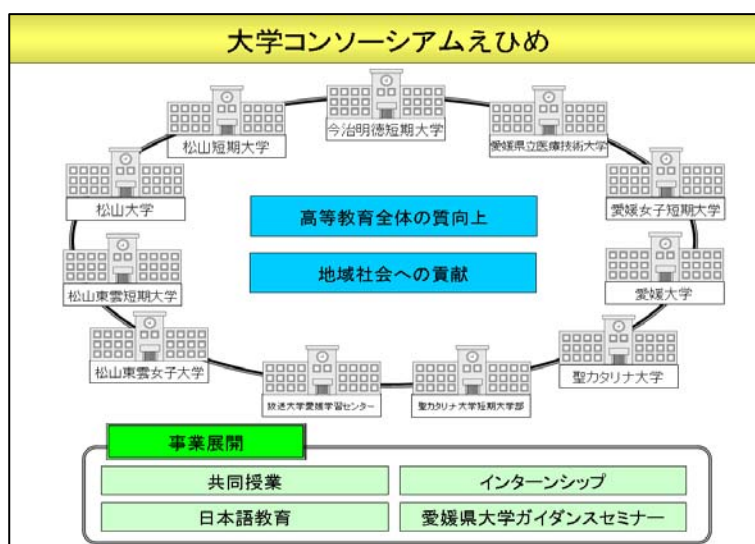 大学コンソーシアムえひめ
今治明徳短期大学
松山短期大学
愛媛県立医療技術大学
松山大学
愛媛女子短期大学
高等教育全体の質向上
地域社会への貢献
松山東雲短期大学
愛媛大学
松山東雲女子大学
聖カタリナ大学
放送大学愛媛学習センター
聖カタリナ大学短期大学部
事業展開
共同授業
インターンシップ
日本語教育
愛媛県大学ガイダンスセミナー